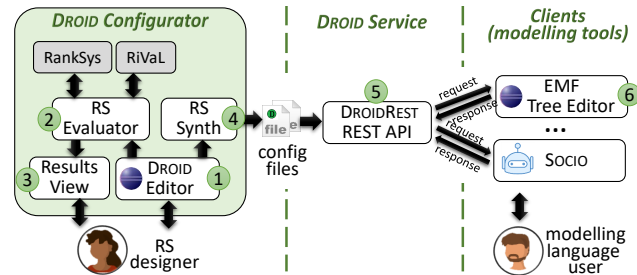 DROID Configurator
DROID Service
Clients
(modelling tools)
RankSys
RiVaL
5
request
response
EMF
Tree Editor
6
2
RS
Evaluator
RS
Synth
4
file
config
files
DROIDREST
REST API
...
request
response
SOCIO
3
Results
View
DROID
Editor
1
RS
designer
modelling
language
user